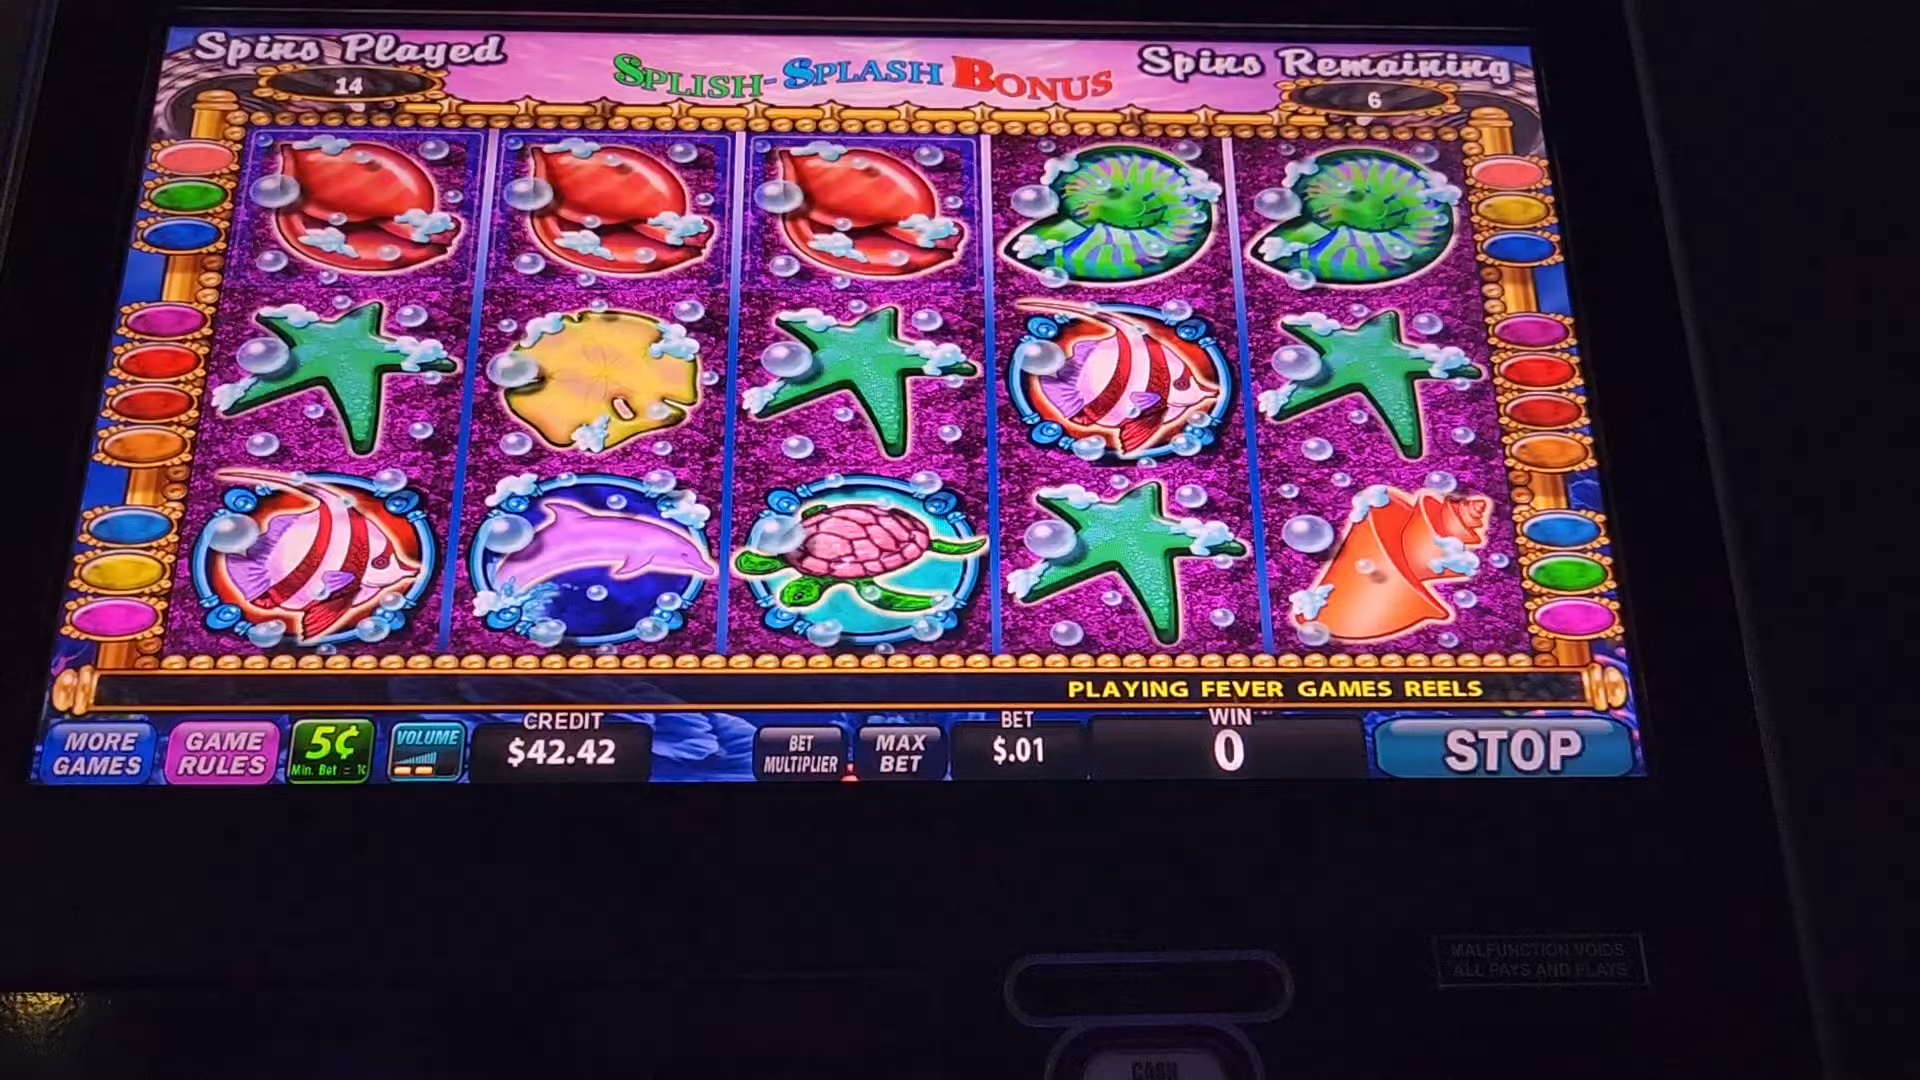 Spins Played
14
SPLISH-SPLASH BONUS
Spins Remaining
6
PLAYING FEVER GAMES REELS
MORE GAMES
GAME RULES
5¢
Min. Bet = 1¢
VOLUME
CREDIT
$42.42
BET MULTIPLIER
MAX BET
BET
$.01
WIN
0
STOP
MALFUNCTION VOIDS
ALL PAYS AND PLAYS
CASH